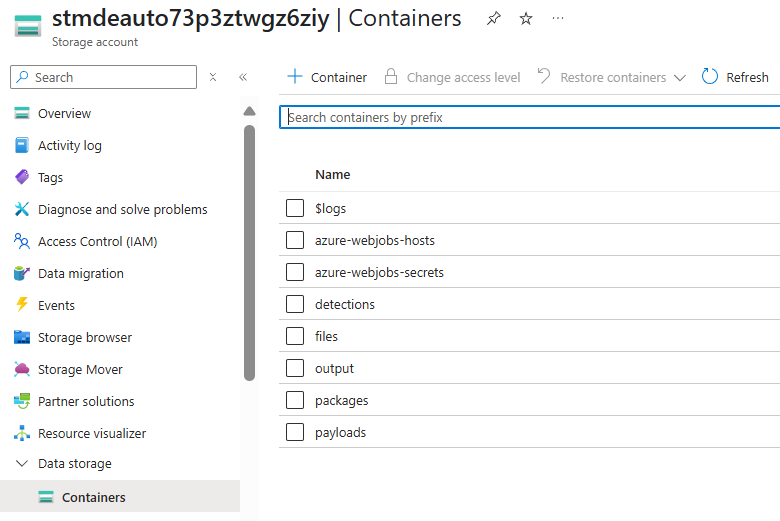 stmdeauto73p3ztwgz6ziy | Containers
Storage account
Search
Container
Change access level
Restore containers
Refresh
Search containers by prefix
Overview
Activity log
Tags
Diagnose and solve problems
Access Control (IAM)
Data migration
Events
Storage browser
Storage Mover
Partner solutions
Resource visualizer
Data storage
Containers
Name
$logs
azure-webjobs-hosts
azure-webjobs-secrets
detections
files
output
packages
payloads